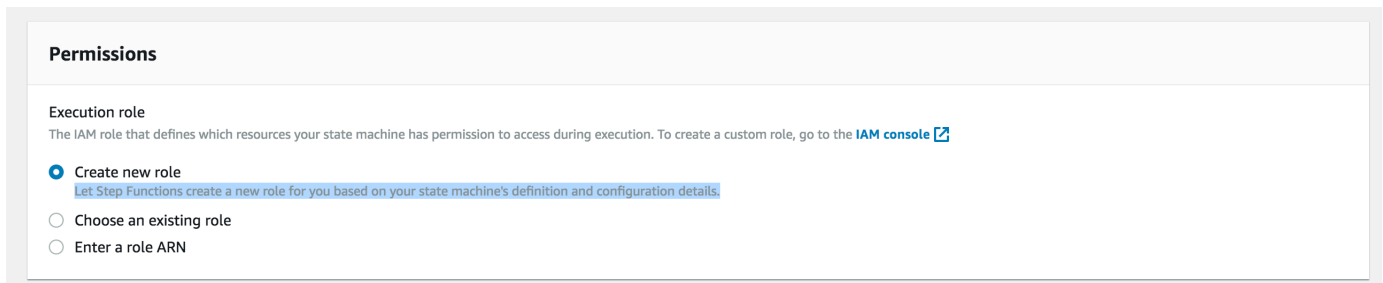 Permissions
Execution role
The IAM role that defines which resources your state machine has permission to access during execution. To create a custom role, go to the IAM console
Create new role
Let Step Functions create a new role for you based on your state machine's definition and configuration details.
Choose an existing role
Enter a role ARN